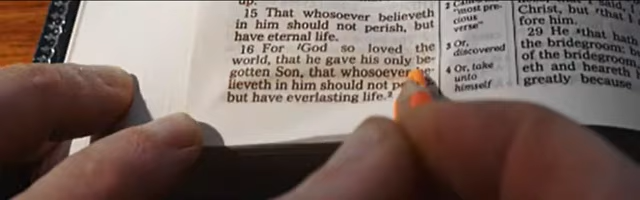 up.
15 That whosoever believeth
in him should not perish, but
have eternal life.
16 For God so loved the
world, that he gave his only be-
gotten Son, that whosoever
lieveth in him should not
but have everlasting life.
"most pre-
cious
verse"
3 Or,
discovered
4 Or, take
unto
himself
said,
Christ, but that
fore him.
29 He that hath
the bridegroom:
of the bridegroom
eth and heareth
greatly because